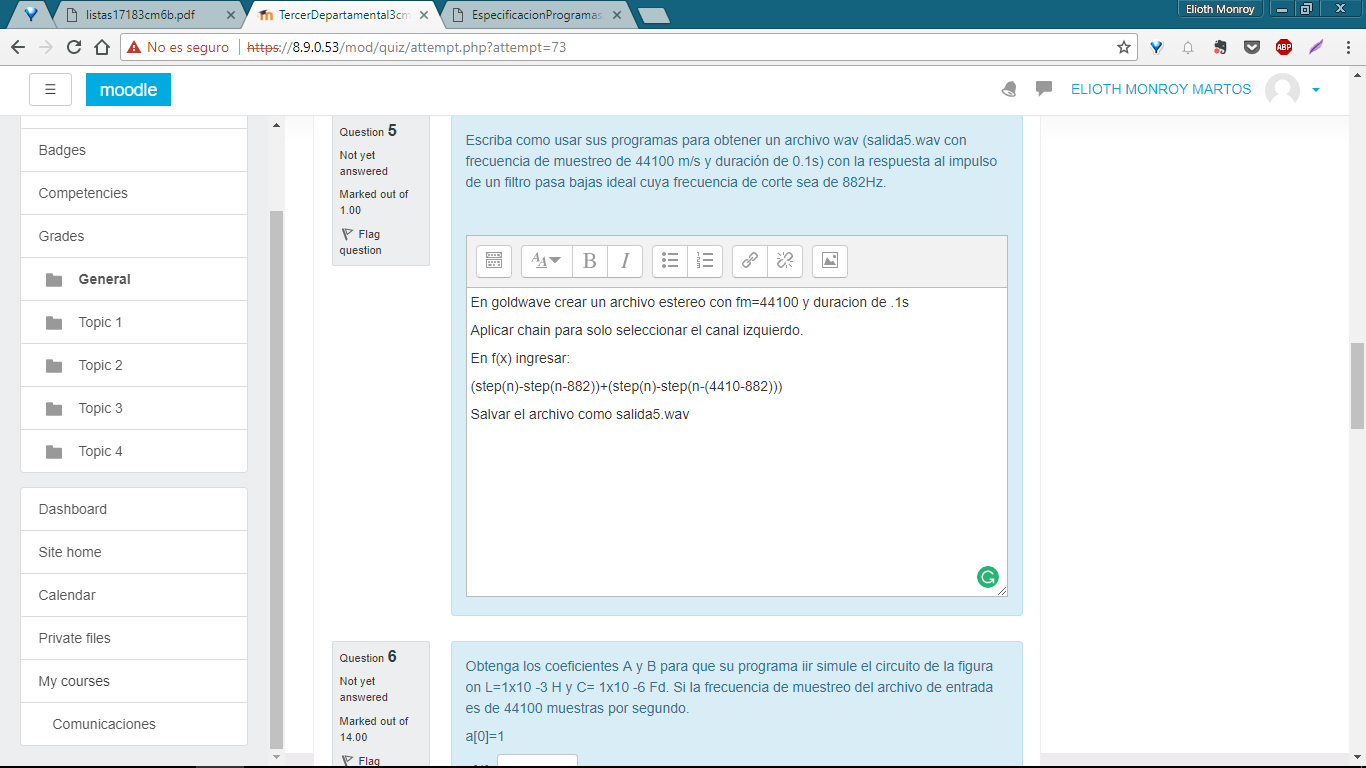 listas17183cm6b.pdf
TercerDepartamental3cm
EspecificacionProgramas
Elioth Monroy
No es seguro
https://8.9.0.53/mod/quiz/attempt.php?attempt=73
ABP
moodle
ELIOTH MONROY MARTOS
Badges
Competencies
Grades
General
Topic 1
Topic 2
Topic 3
Topic 4
Dashboard
Site home
Calendar
Private files
My courses
Comunicaciones
Question 5
Not yet
answered
Marked out of
1.00
Flag
question
Escriba como usar sus programas para obtener un archivo wav (salida5.wav con
frecuencia de muestreo de 44100 m/s y duración de 0.1s) con la respuesta al impulso
de un filtro pasa bajas ideal cuya frecuencia de corte sea de 882Hz.
En goldwave crear un archivo estereo con fm=44100 y duracion de .1s
Aplicar chain para solo seleccionar el canal izquierdo.
En f(x) ingresar:
(step(n)-step(n-882))+(step(n)-step(n-(4410-882)))
Salvar el archivo como salida5.wav
Question 6
Not yet
answered
Marked out of
14.00
Flag
Obtenga los coeficientes A y B para que su programa iir simule el circuito de la figura
on L=1x10 -3 H y C= 1x10 -6 Fd. Si la frecuencia de muestreo del archivo de entrada
es de 44100 muestras por segundo.
a[0]=1